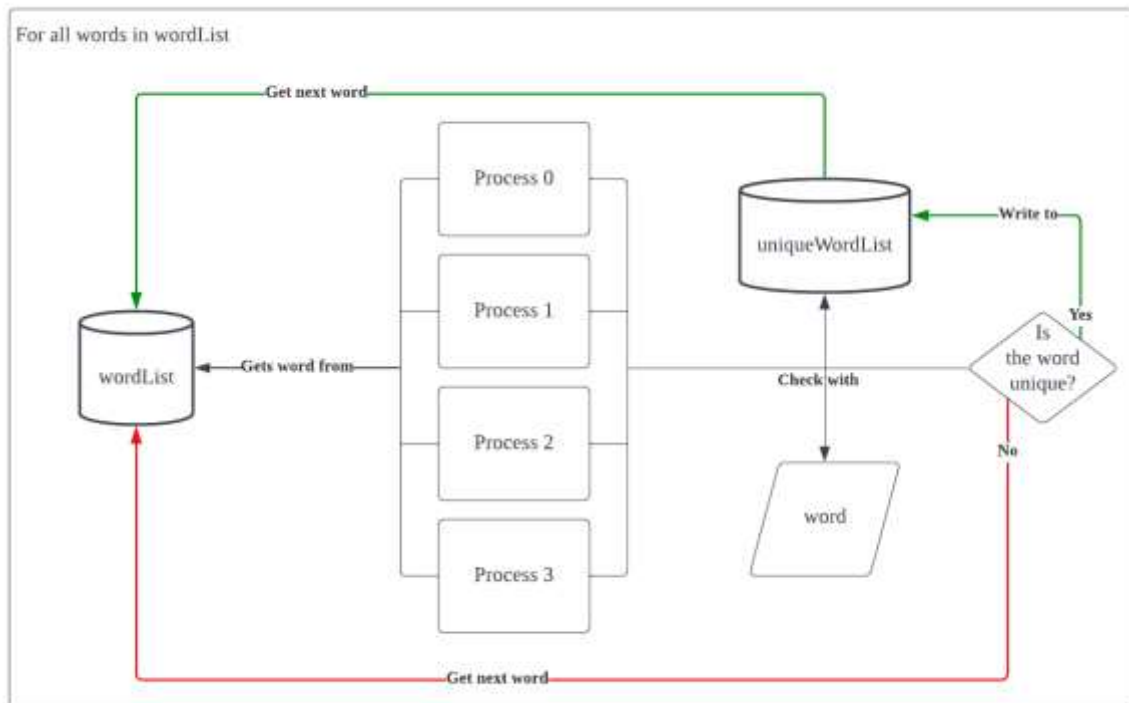 For all words in wordList
Get next word
Process 0
Write to
uniqueWordList
Process 1
Yes
Is
the word
unique?
Gets word from
wordList
Check with
Process 2
No
word
Process 3
Get next word